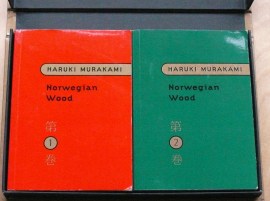 HARUKI MURAKAMI
Norwegian
Wood
第
1
巻
HARUKI MURAKAMI
Norwegian
Wood
第
2
巻